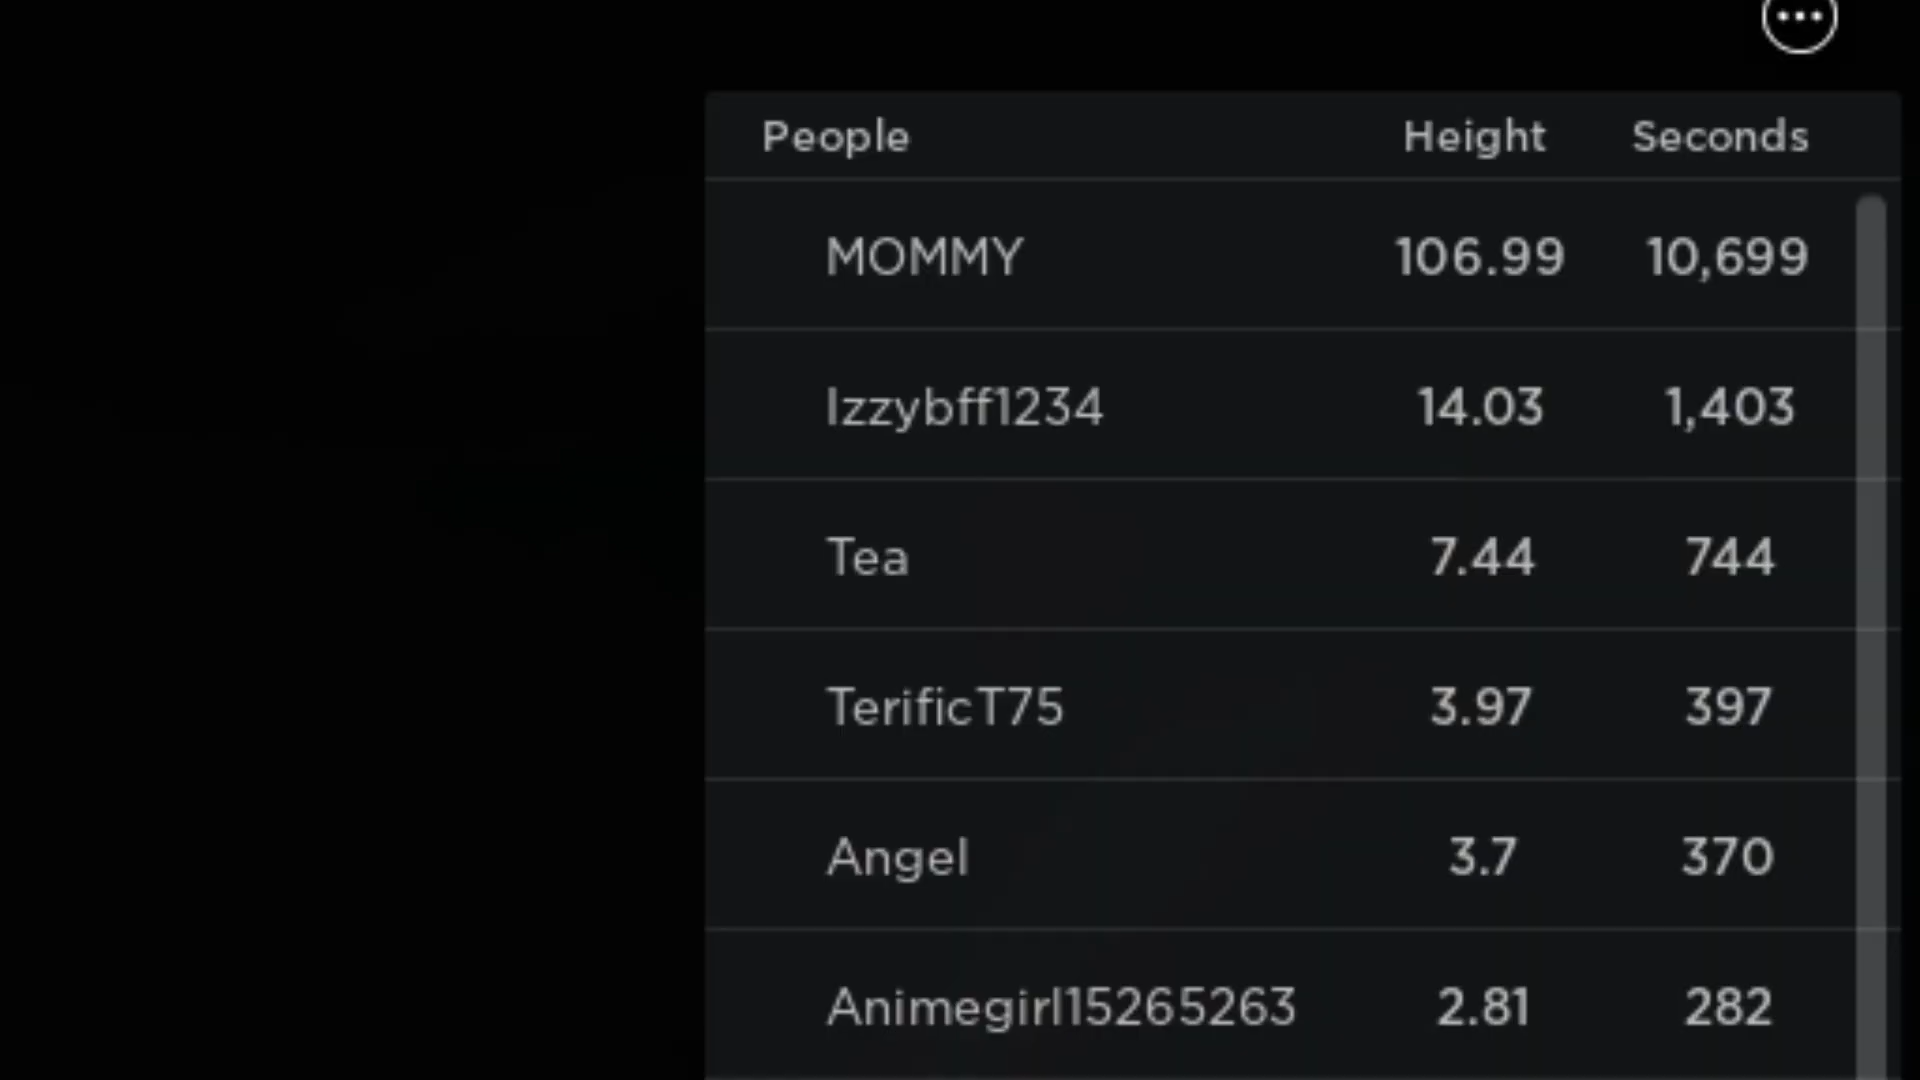 People Height Seconds
MOMMY 106.99 10,699
Izzybff1234 14.03 1,403
Tea 7.44 744
TerificT75 3.97 397
Angel 3.7 370
Animegirl15265263 2.81 282